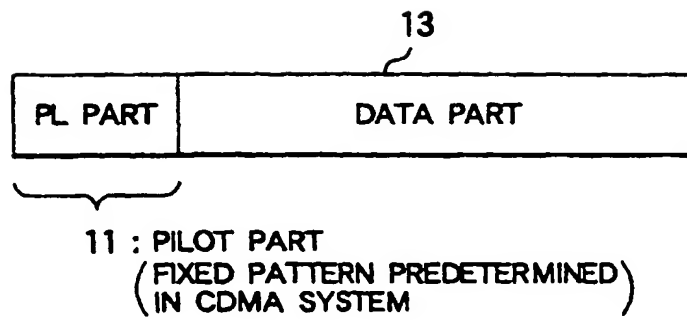 13
PL PART DATA PART
11 : PILOT PART
(FIXED PATTERN PREDETERMINED
IN CDMA SYSTEM)